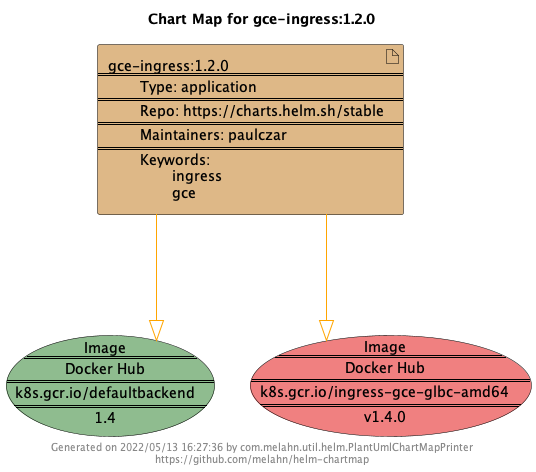 Chart Map for gce-ingress:1.2.0
gce-ingress:1.2.0
Type: application
Repo: https://charts.helm.sh/stable
Maintainers: paulczar
Keywords:
ingress
gce
Image
Docker Hub
k8s.gcr.io/defaultbackend
1.4
Image
Docker Hub
k8s.gcr.io/ingress-gce-glbc-amd64
v1.4.0
Generated on 2022/05/13 16:27:36 by com.melahn.util.helm.PlantUmlChartMapPrinter
https://github.com/melahn/helm-chartmap